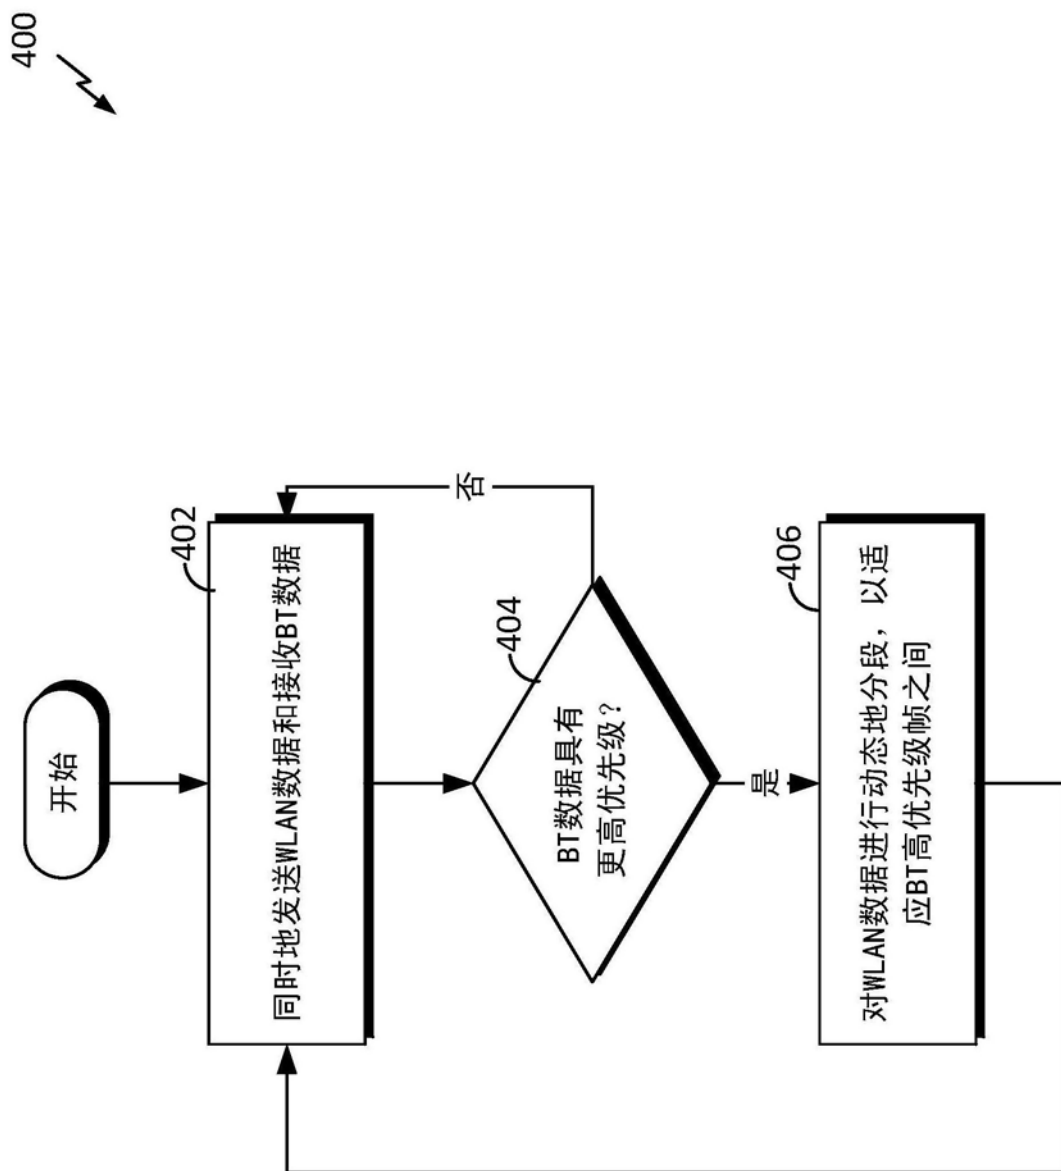 400
开始
402
同时地发送WLAN数据和接收BT数据
404
BT数据具有
更高优先级？
否
是
406
对WLAN数据进行动态地分段，以适
应BT高优先级帧之间